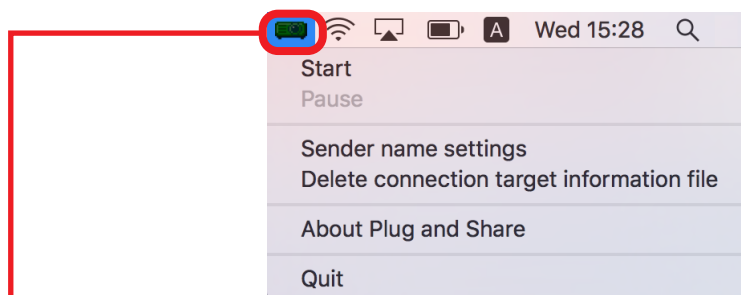 A Wed 15:28
Start
Pause
Sender name settings
Delete connection target information file
About Plug and Share
Quit